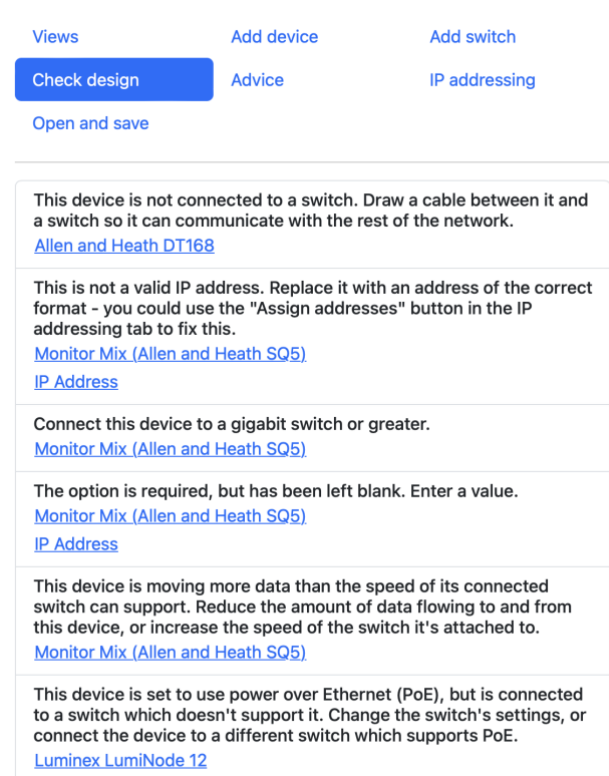 Views
Add device
Add switch
Check design
Advice
IP addressing
Open and save
This device is not connected to a switch. Draw a cable between it and
a switch so it can communicate with the rest of the network.
Allen and Heath DT168
This is not a valid IP address. Replace it with an address of the correct
format - you could use the "Assign addresses" button in the IP
addressing tab to fix this.
Monitor Mix (Allen and Heath SQ5)
IP Address
Connect this device to a gigabit switch or greater.
Monitor Mix (Allen and Heath SQ5)
The option is required, but has been left blank. Enter a value.
Monitor Mix (Allen and Heath SQ5)
IP Address
This device is moving more data than the speed of its connected
switch can support. Reduce the amount of data flowing to and from
this device, or increase the speed of the switch it's attached to.
Monitor Mix (Allen and Heath SQ5)
This device is set to use power over Ethernet (PoE), but is connected
to a switch which doesn't support it. Change the switch's settings, or
connect the device to a different switch which supports PoE.
Luminex LumiNode 12